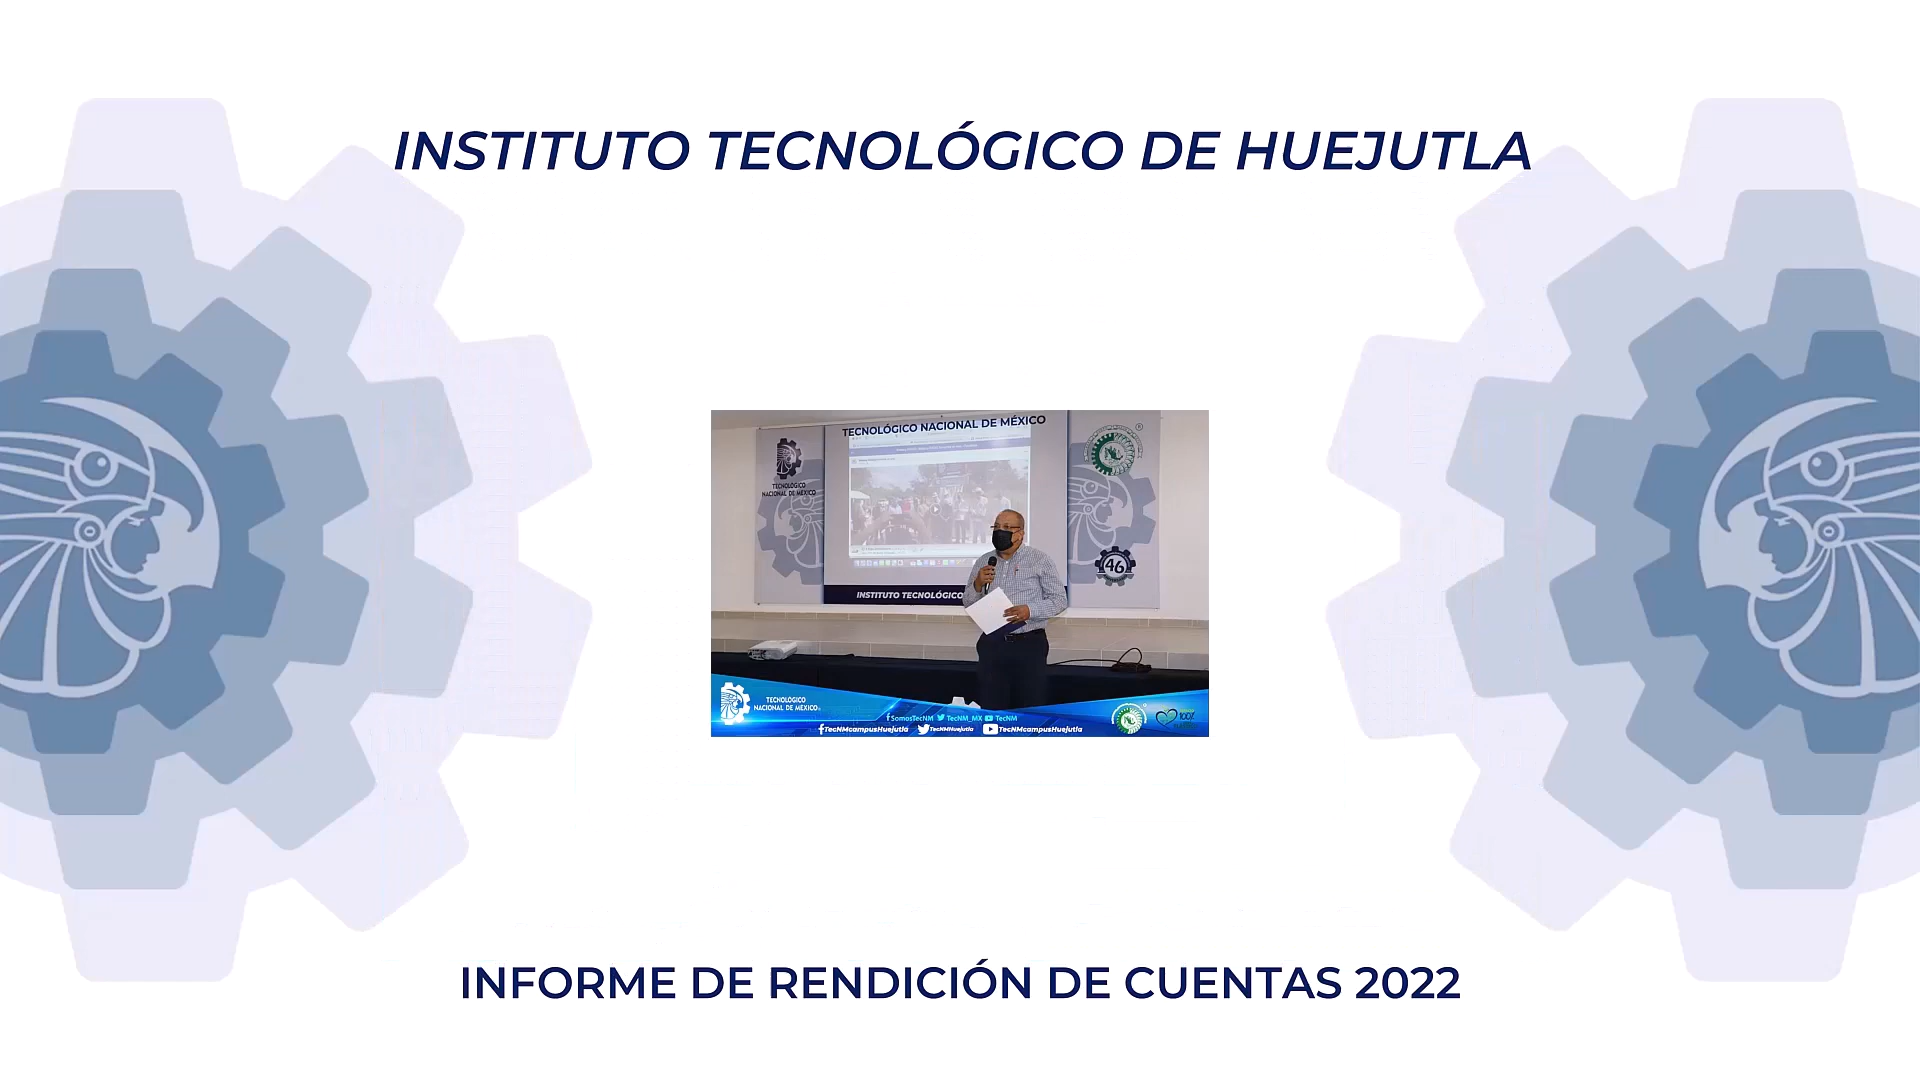 INSTITUTO TECNOLÓGICO DE HUEJUTLA
TECNOLÓGICO NACIONAL DE MÉXICO
TECNOLÓGICO
NACIONAL DE MÉXICO
46
INSTITUTO TECNOLÓGICO
TECNOLÓGICO
NACIONAL DE MÉXICO
SomosTecNM TecNM_MX TecNM
TecNMcampusHuejutla TecNMHuejutla TecNMcampusHuejutla
100%
INFORME DE RENDICIÓN DE CUENTAS 2022